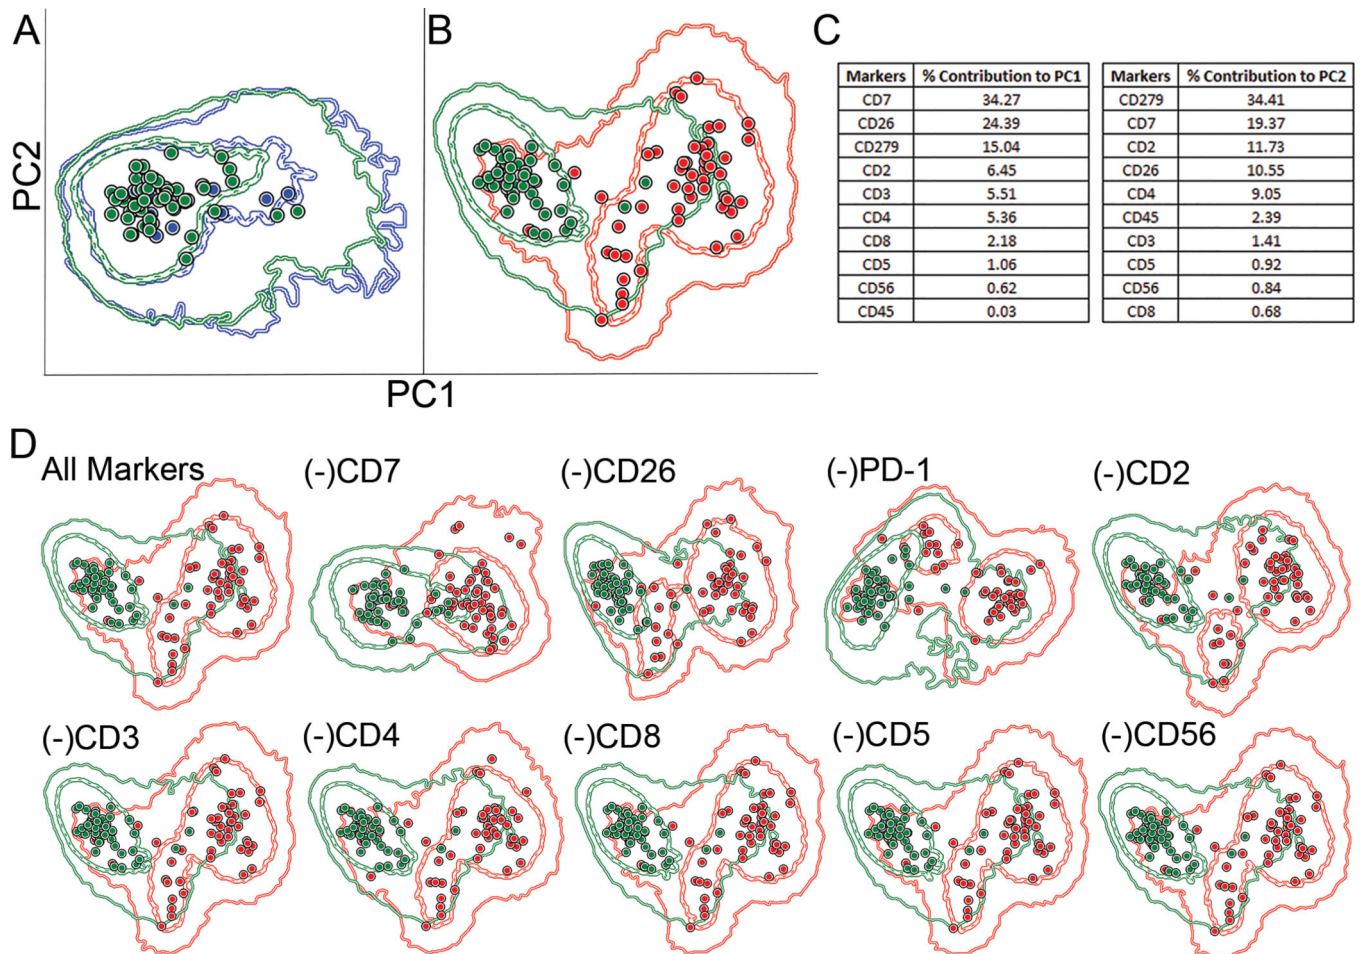 A
B
C
PC2
PC1
Markers % Contribution to PC1
CD7 34.27
CD26 24.39
CD279 15.04
CD2 6.45
CD3 5.51
CD4 5.36
CD8 2.18
CD5 1.06
CD56 0.62
CD45 0.03
Markers % Contribution to PC2
CD279 34.41
CD7 19.37
CD2 11.73
CD26 10.55
CD4 9.05
CD45 2.39
CD3 1.41
CD5 0.92
CD56 0.84
CD8 0.68
D
All Markers (-)CD7 (-)CD26 (-)PD-1 (-)CD2
(-)CD3 (-)CD4 (-)CD8 (-)CD5 (-)CD56